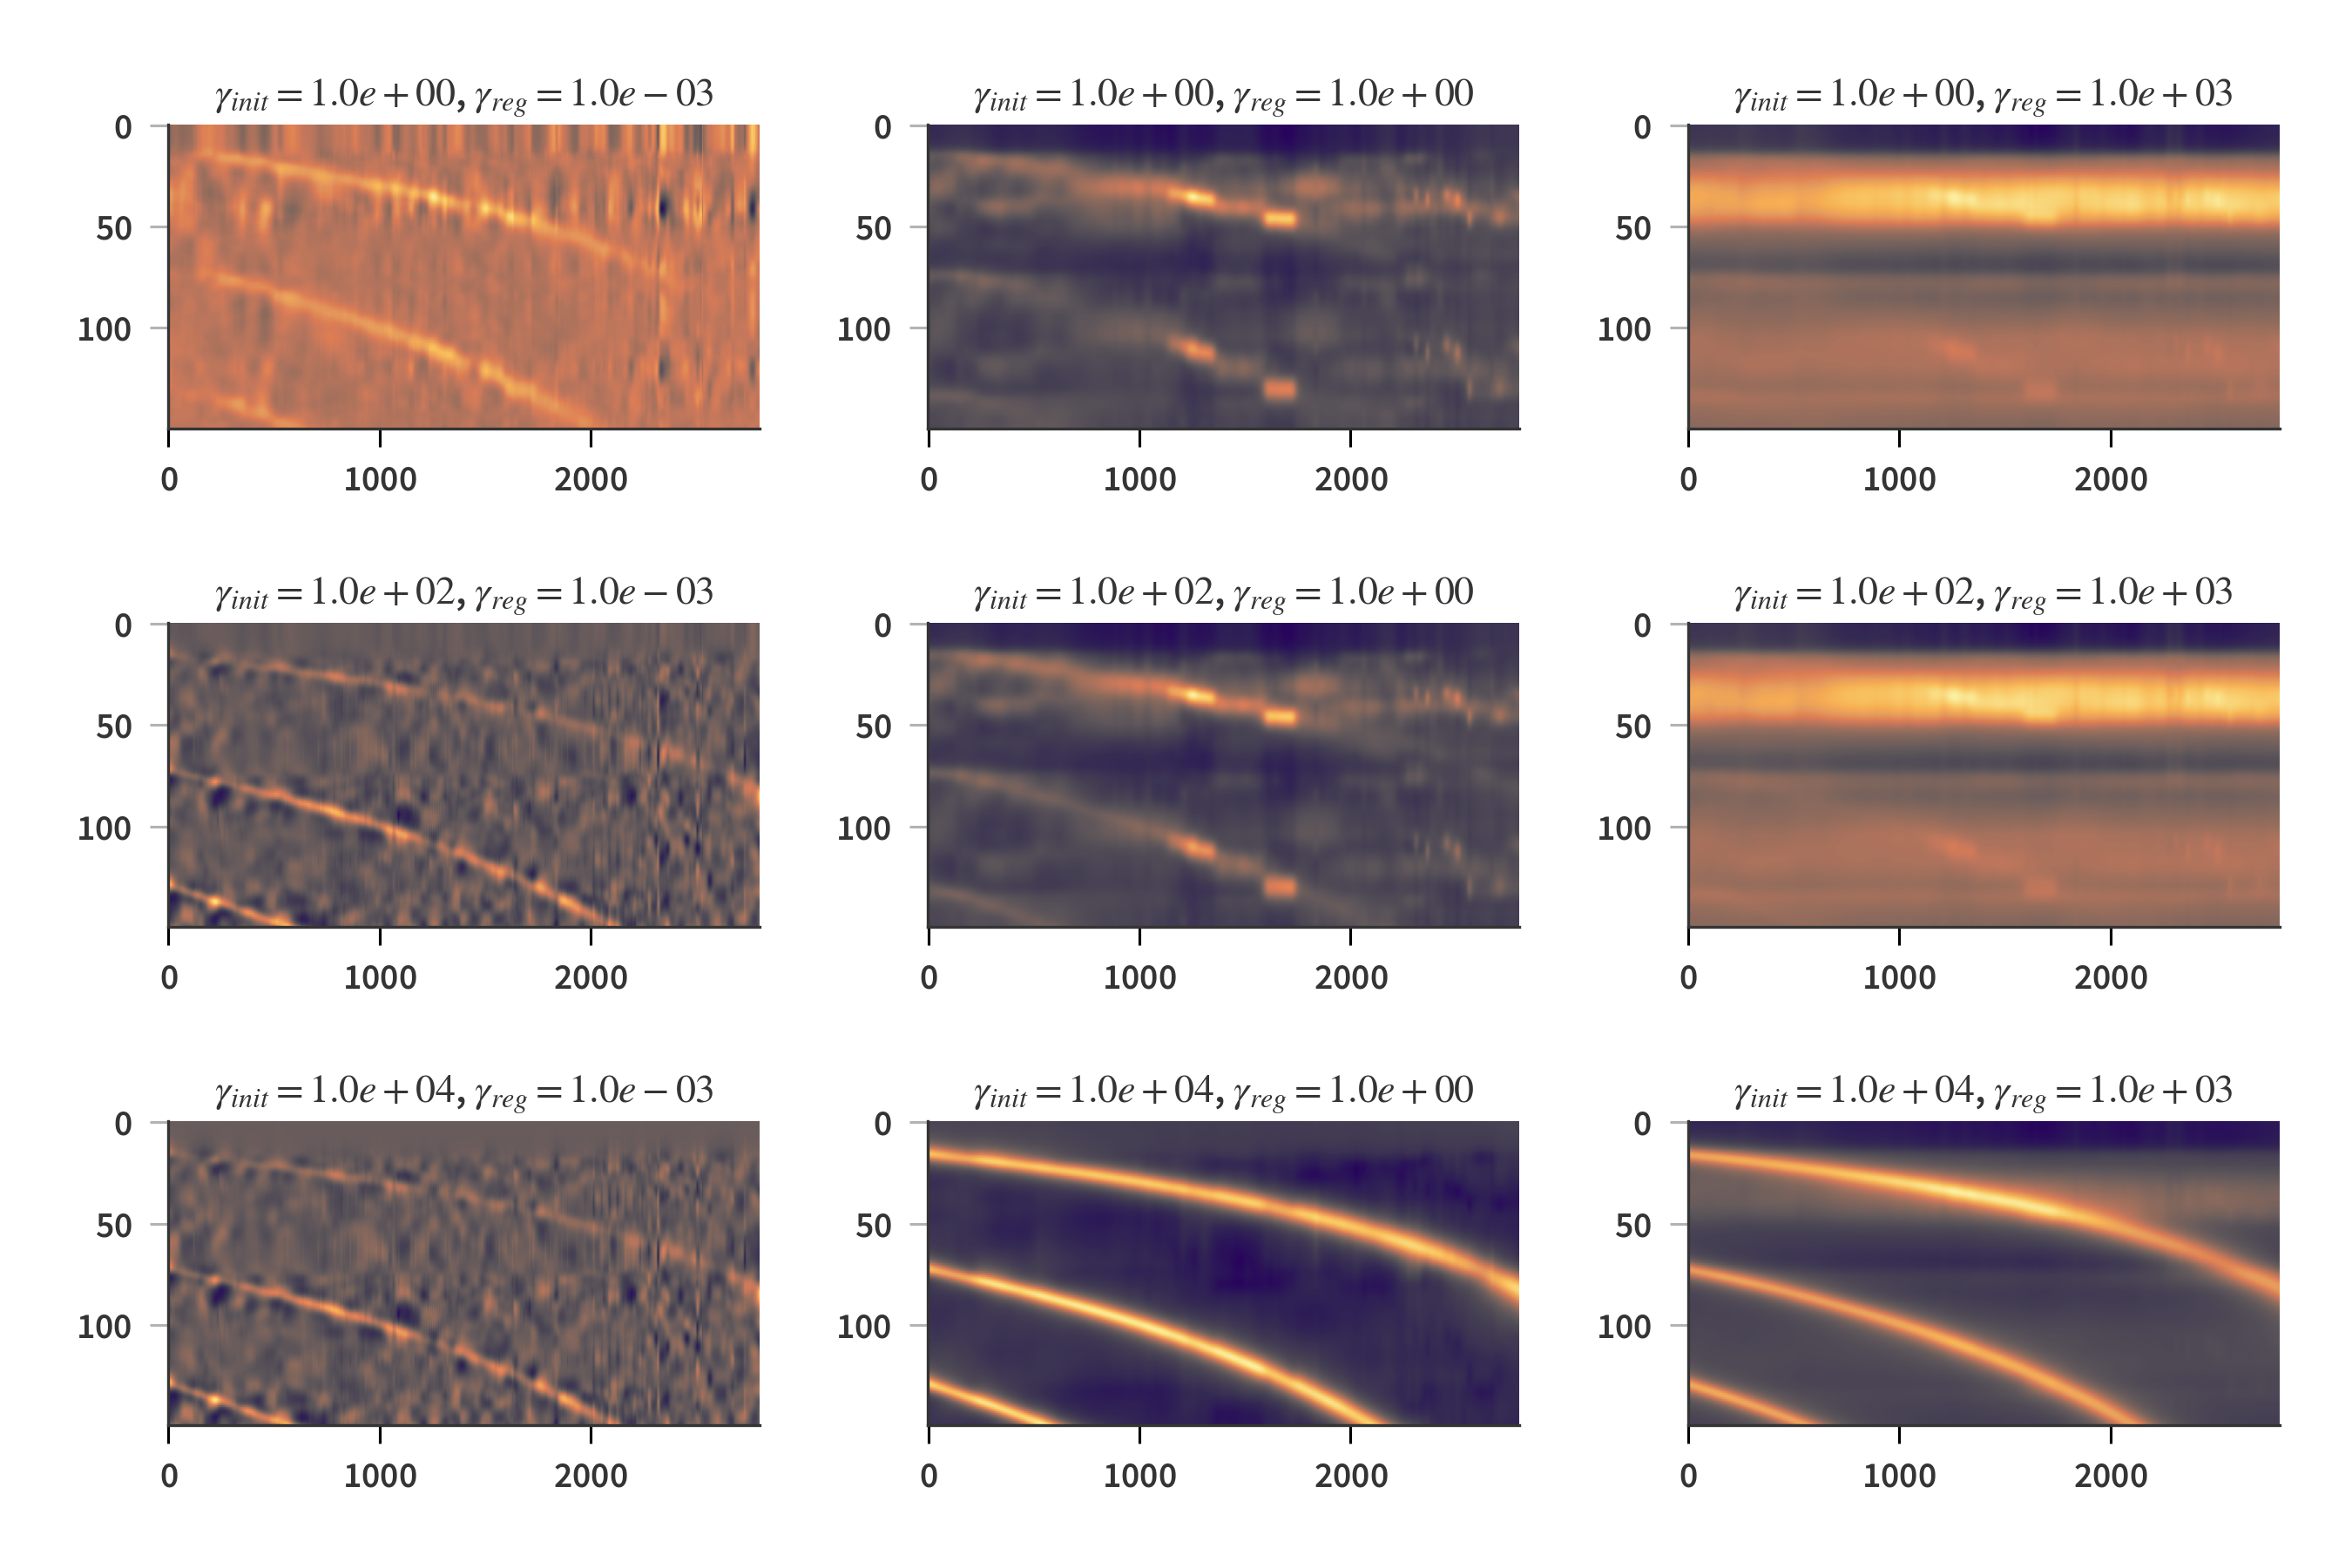 γinit = 1.0e + 00, γreg = 1.0e − 03
0
50
100
0 1000 2000
γinit = 1.0e + 00, γreg = 1.0e + 00
0
50
100
0 1000 2000
γinit = 1.0e + 00, γreg = 1.0e + 03
0
50
100
0 1000 2000
γinit = 1.0e + 02, γreg = 1.0e − 03
0
50
100
0 1000 2000
γinit = 1.0e + 02, γreg = 1.0e + 00
0
50
100
0 1000 2000
γinit = 1.0e + 02, γreg = 1.0e + 03
0
50
100
0 1000 2000
γinit = 1.0e + 04, γreg = 1.0e − 03
0
50
100
0 1000 2000
γinit = 1.0e + 04, γreg = 1.0e + 00
0
50
100
0 1000 2000
γinit = 1.0e + 04, γreg = 1.0e + 03
0
50
100
0 1000 2000